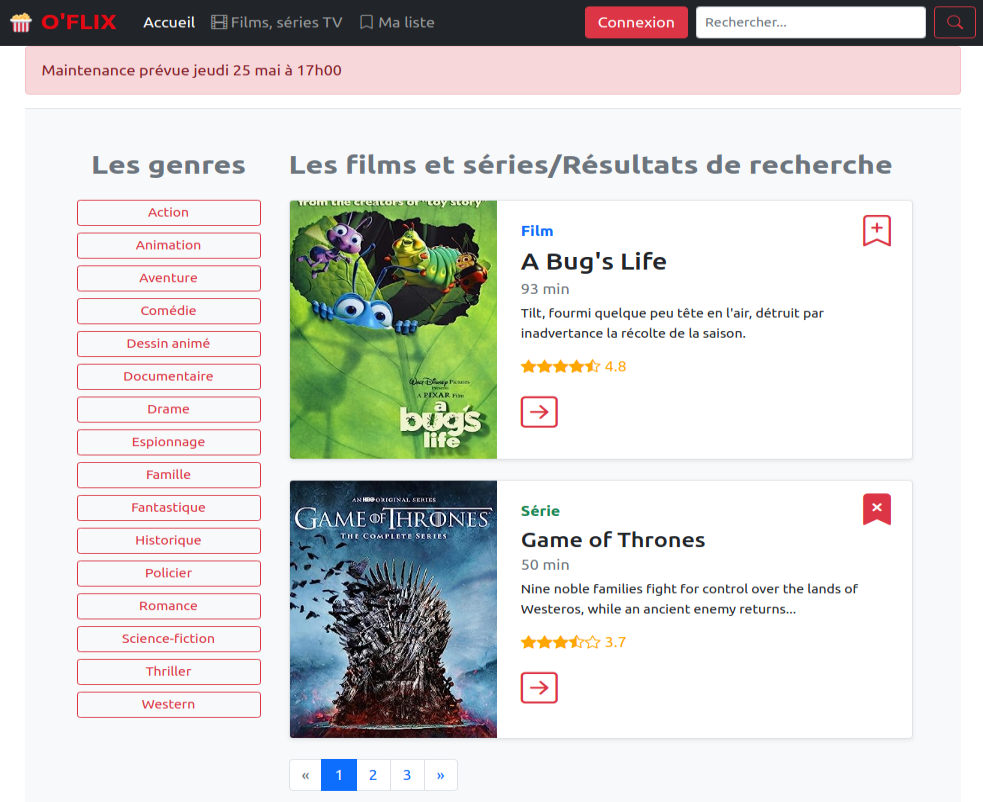 O'FLIX Accueil Films, séries TV Ma liste Connexion Rechercher...
Maintenance prévue jeudi 25 mai à 17h00
Les genres
Action
Animation
Aventure
Comédie
Dessin animé
Documentaire
Drame
Espionnage
Famille
Fantastique
Historique
Policier
Romance
Science-fiction
Thriller
Western
Les films et séries/Résultats de recherche
from the creators of "toy story"
Walt Disney Pictures
Presents
A PIXAR Film
a
bug's
life
Film
A Bug's Life
93 min
Tilt, fourmi quelque peu tête en l'air, détruit par
inadvertance la récolte de la saison.
4.8
AN HBO ORIGINAL SERIES
GAME OF THRONES
THE COMPLETE SERIES
Série
Game of Thrones
50 min
Nine noble families fight for control over the lands of
Westeros, while an ancient enemy returns...
3.7
« 1 2 3 »